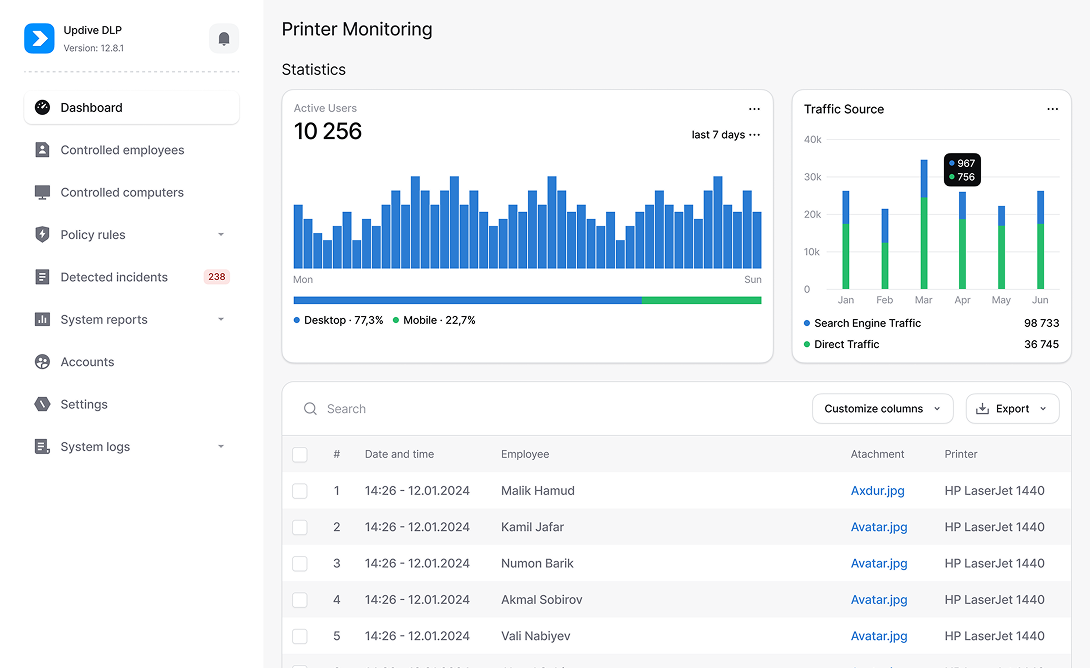 Updive DLP
Version: 12.8.1
Dashboard
Controlled employees
Controlled computers
Policy rules
Detected incidents 238
System reports
Accounts
Settings
System logs
Printer Monitoring
Statistics
Active Users
10 256
last 7 days
Mon Sun
Desktop · 77,3% Mobile · 22,7%
Traffic Source
40k
30k
20k
10k
0
967
756
Jan Feb Mar Apr May Jun
Search Engine Traffic 98 733
Direct Traffic 36 745
Search Customize columns Export
# Date and time Employee Atachment Printer
1 14:26 - 12.01.2024 Malik Hamud Axdur.jpg HP LaserJet 1440
2 14:26 - 12.01.2024 Kamil Jafar Avatar.jpg HP LaserJet 1440
3 14:26 - 12.01.2024 Numon Barik Avatar.jpg HP LaserJet 1440
4 14:26 - 12.01.2024 Akmal Sobirov Avatar.jpg HP LaserJet 1440
5 14:26 - 12.01.2024 Vali Nabiyev Avatar.jpg HP LaserJet 1440